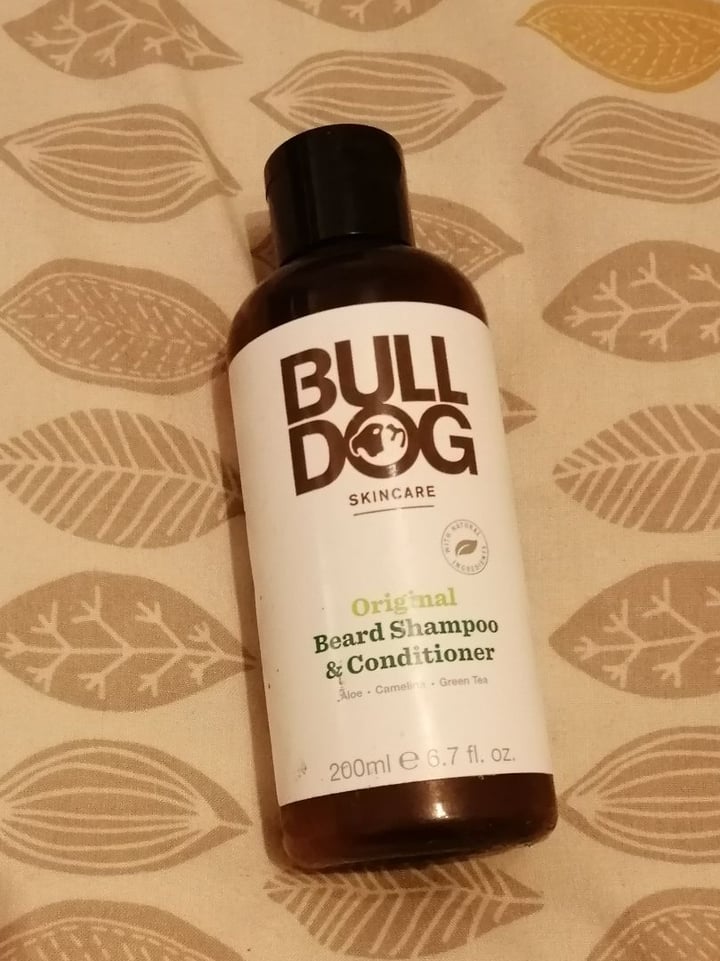 BULL
DOG
SKINCARE
WITH NATURAL INGREDIENTS
Original
Beard Shampoo
& Conditioner
Aloe • Camelina • Green Tea
200ml ℮ 6.7 fl. oz.